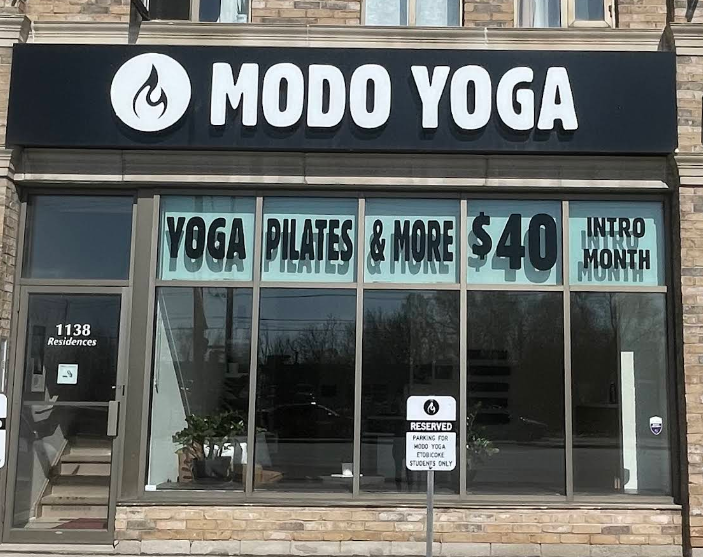 MODO YOGA
YOGA PILATES & MORE $40 INTRO MONTH
1138
Residences
RESERVED
PARKING FOR
MODO YOGA
ETOBICOKE
STUDENTS ONLY